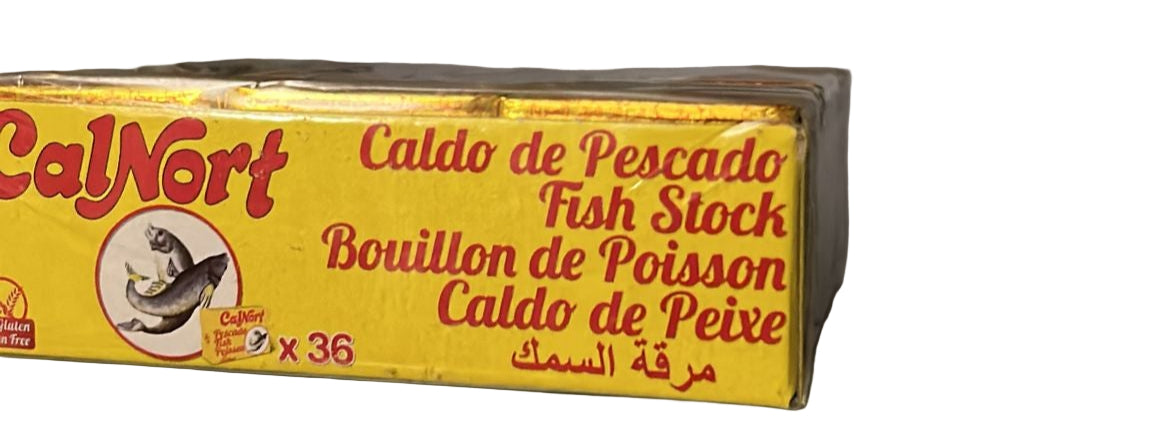 CalNort
Caldo de Pescado
Fish Stock
Bouillon de Poisson
Caldo de Peixe
مرقة السمك
x 36
CalNort
Pescado
Fish
Poisson
Gluten
Free